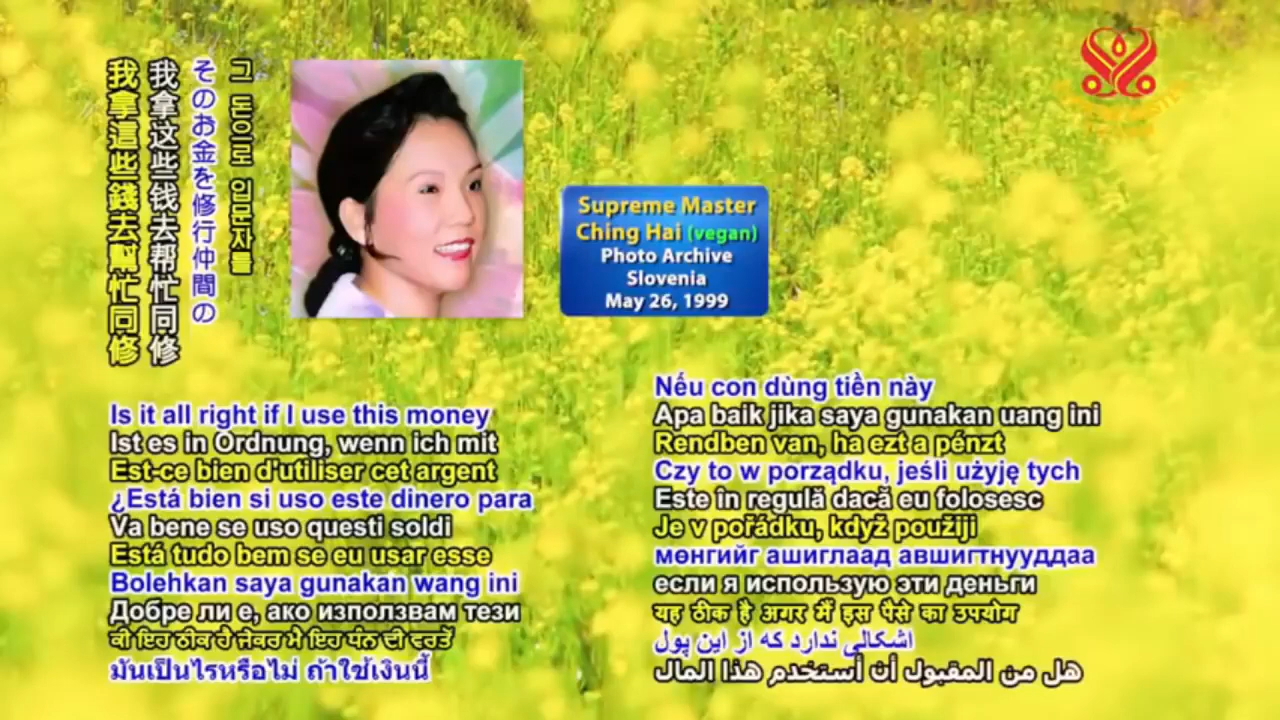 그 돈으로 입문자를
そのお金を修行仲間の
我拿这些钱去帮忙同修
我拿這些錢去幫忙同修
Supreme Master
Ching Hai (vegan)
Photo Archive
Slovenia
May 26, 1999
Is it all right if I use this money
Ist es in Ordnung, wenn ich mit
Est-ce bien d'utiliser cet argent
¿Está bien si uso este dinero para
Va bene se uso questi soldi
Está tudo bem se eu usar esse
Bolehkan saya gunakan wang ini
Добре ли е, ако използвам тези
ਕੀ ਇਹ ਠੀਕ ਹੈ ਜੇਕਰ ਮੈਂ ਇਹ ਧੰਨ ਦੀ ਵਰਤੋਂ
มันเป็นไรหรือไม่ ถ้าใช้เงินนี้
Nếu con dùng tiền này
Apa baik jika saya gunakan uang ini
Rendben van, ha ezt a pénzt
Czy to w porządku, jeśli użyję tych
Este în regulă dacă eu folosesc
Je v pořádku, když použiji
мөнгийг ашиглаад авшигтнууддаа
если я использую эти деньги
यह ठीक है अगर मैं इस पैसे का उपयोग
اشکالی ندارد که از این پول
هل من المقبول أن أستخدم هذا المال